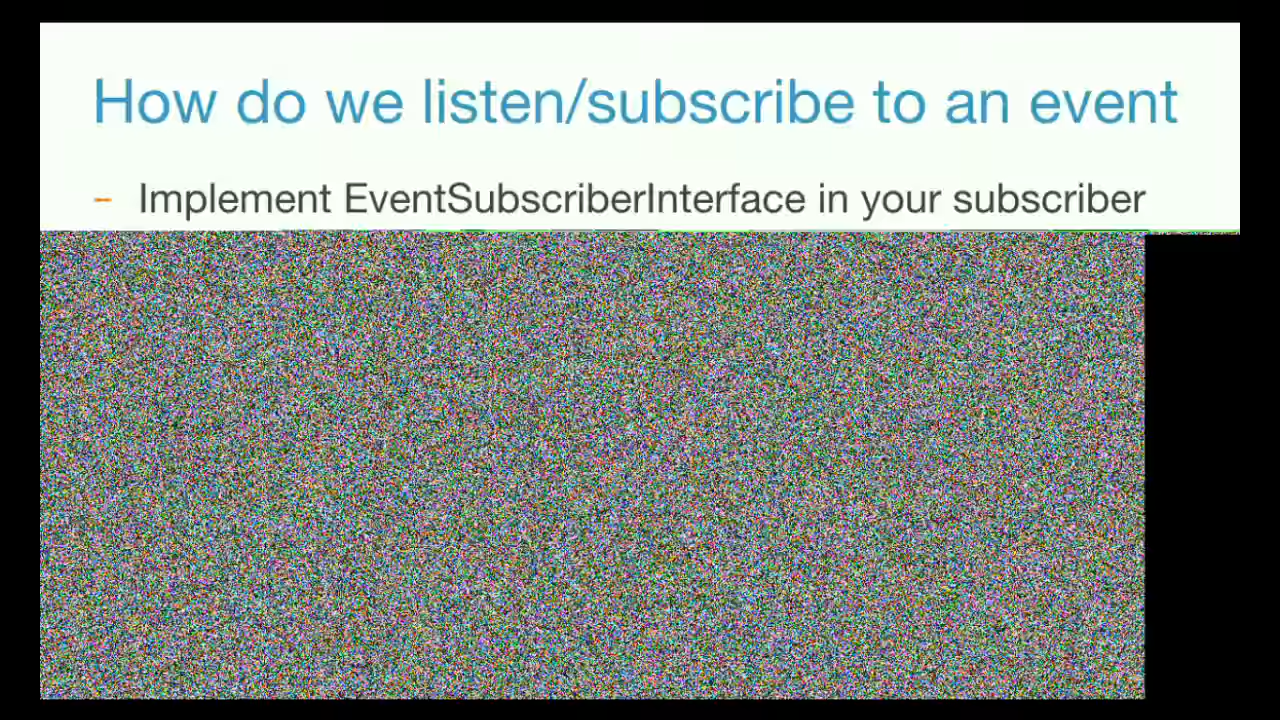 How do we listen/subscribe to an event
- Implement EventSubscriberInterface in your subscriber